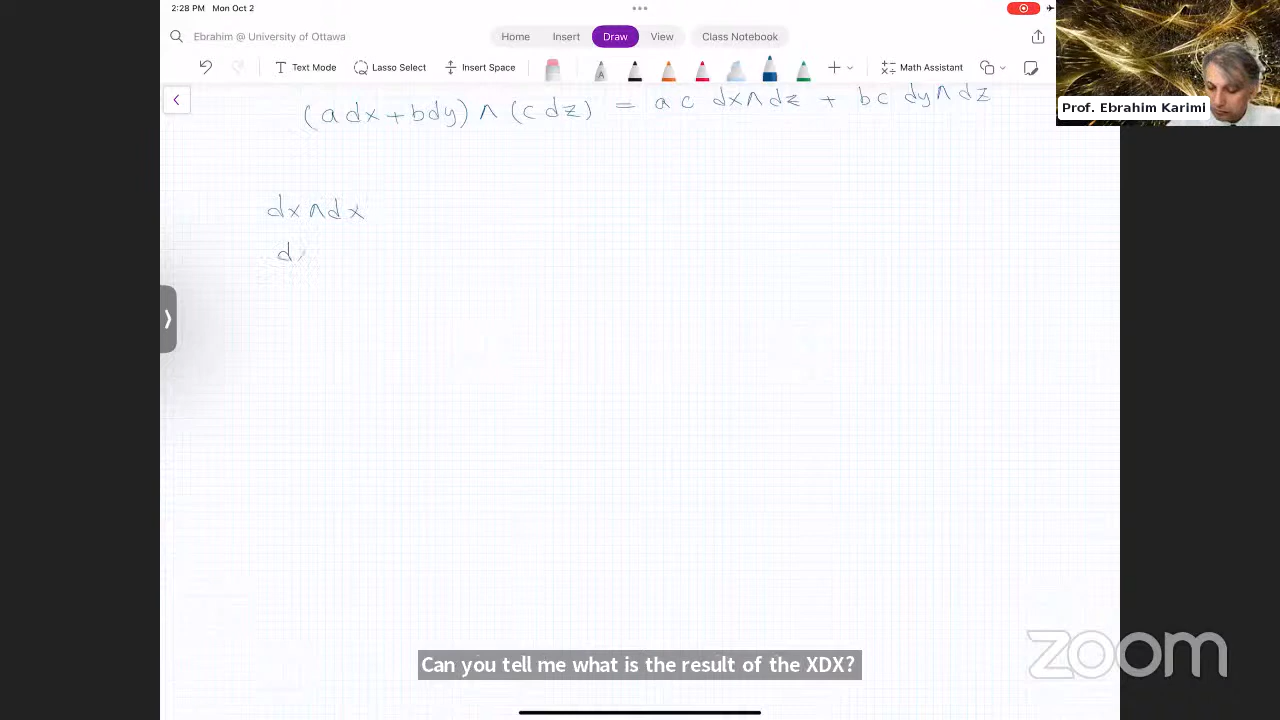 2:28 PM Mon Oct 2
Ebrahim @ University of Ottawa
Home Insert Draw View Class Notebook
Text Mode Lasso Select Insert Space Math Assistant
Prof. Ebrahim Karimi
(a dx + b dy) ∧ (c dz) = a c dx ∧ dz + b c dy ∧ dz
dx ∧ dx
dx
Can you tell me what is the result of the XDX?
zoom